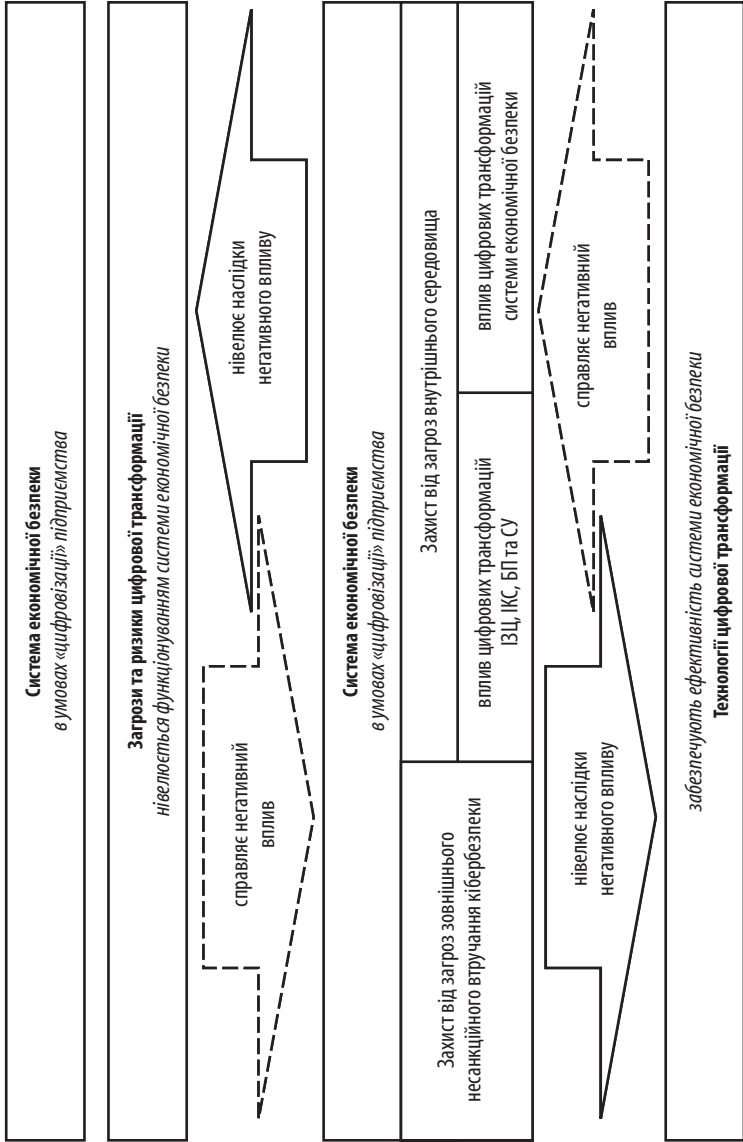 Система економічної безпеки
в умовах «цифровізації» підприємства
Загрози та ризики цифрової трансформації
нівелюється функціонуванням системи економічної безпеки
справляє негативний
вплив
нівелює наслідки
негативного впливу
Система економічної безпеки
в умовах «цифровізації» підприємства
Захист від загроз зовнішнього
несанкційного втручання кібербезпеки
Захист від загроз внутрішнього середовища
вплив цифрових трансформацій
ІЗЦ, ІКС, БП та СУ
вплив цифрових трансформацій
системи економічної безпеки
нівелює наслідки
негативного впливу
справляє негативний
вплив
забезпечують ефективність системи економічної безпеки
Технології цифрової трансформації